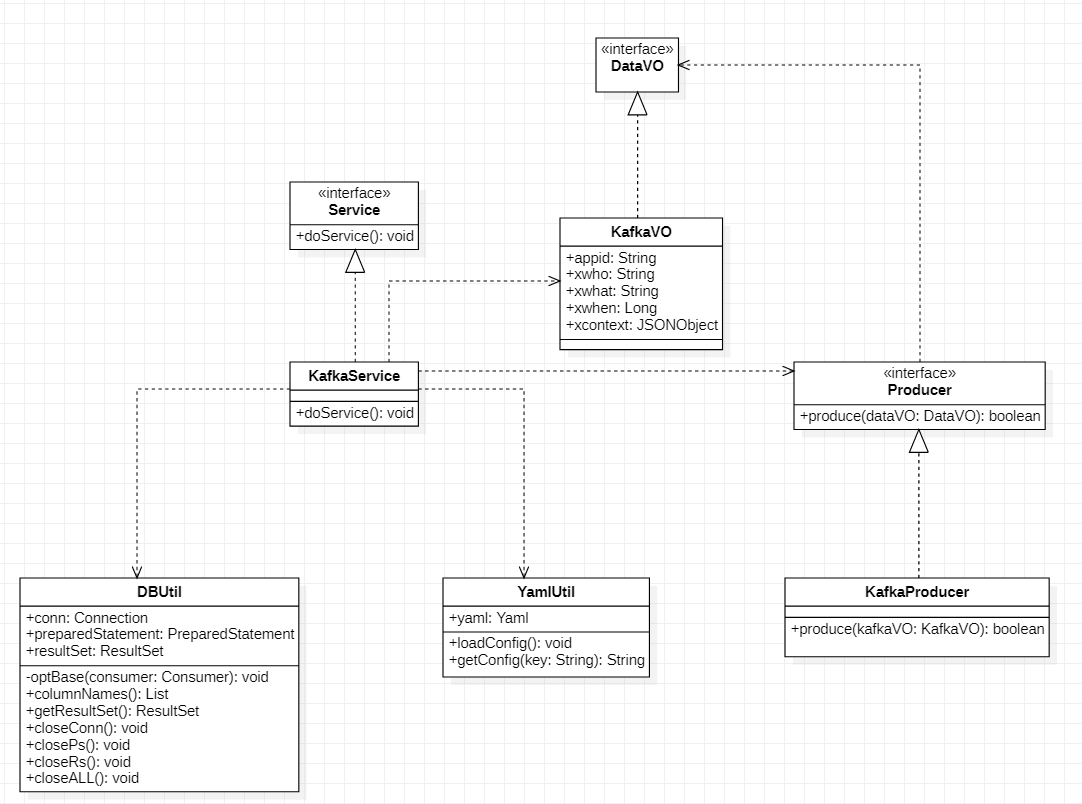 «interface»
DataVO
«interface»
Service
+doService(): void
KafkaVO
+appid: String
+xwho: String
+xwhat: String
+xwhen: Long
+xcontext: JSONObject
KafkaService
+doService(): void
«interface»
Producer
+produce(dataVO: DataVO): boolean
DBUtil
+conn: Connection
+preparedStatement: PreparedStatement
+resultSet: ResultSet
-optBase(consumer: Consumer): void
+columnNames(): List
+getResultSet(): ResultSet
+closeConn(): void
+closePs(): void
+closeRs(): void
+closeALL(): void
YamlUtil
+yaml: Yaml
+loadConfig(): void
+getConfig(key: String): String
KafkaProducer
+produce(kafkaVO: KafkaVO): boolean